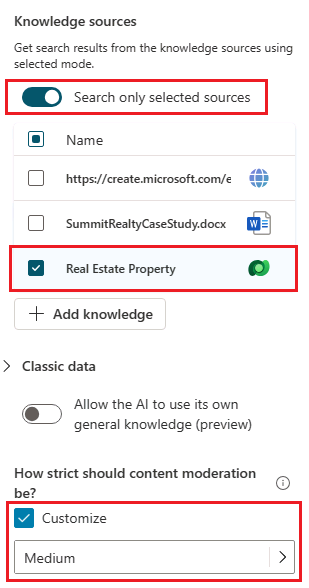 Knowledge sources
Get search results from the knowledge sources using
selected mode.
Search only selected sources
Name
https://create.microsoft.com/e
SummitRealtyCaseStudy.docx
Real Estate Property
+ Add knowledge
Classic data
Allow the AI to use its own
general knowledge (preview)
How strict should content moderation
be?
Customize
Medium